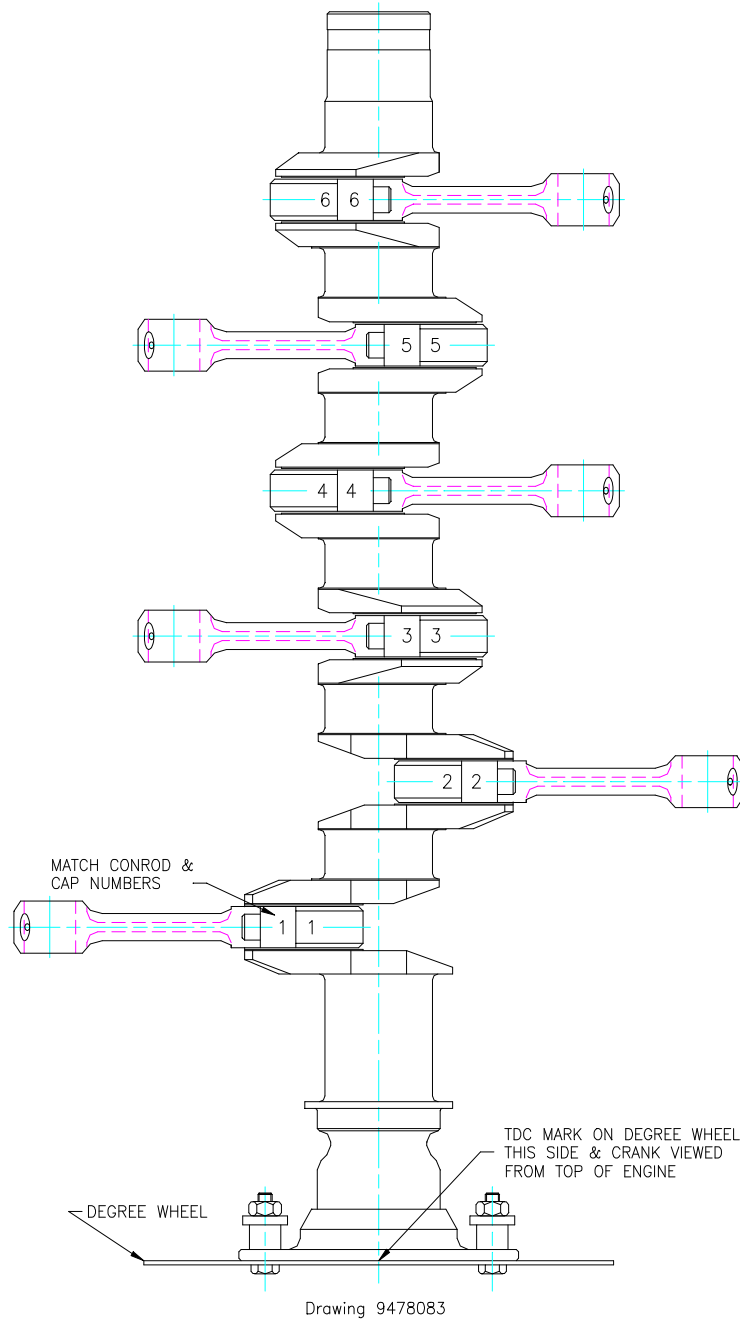 6 6
5 5
4 4
3 3
2 2
MATCH CONROD &
CAP NUMBERS
1 1
TDC MARK ON DEGREE WHEEL
THIS SIDE & CRANK VIEWED
FROM TOP OF ENGINE
DEGREE WHEEL
Drawing 9478083